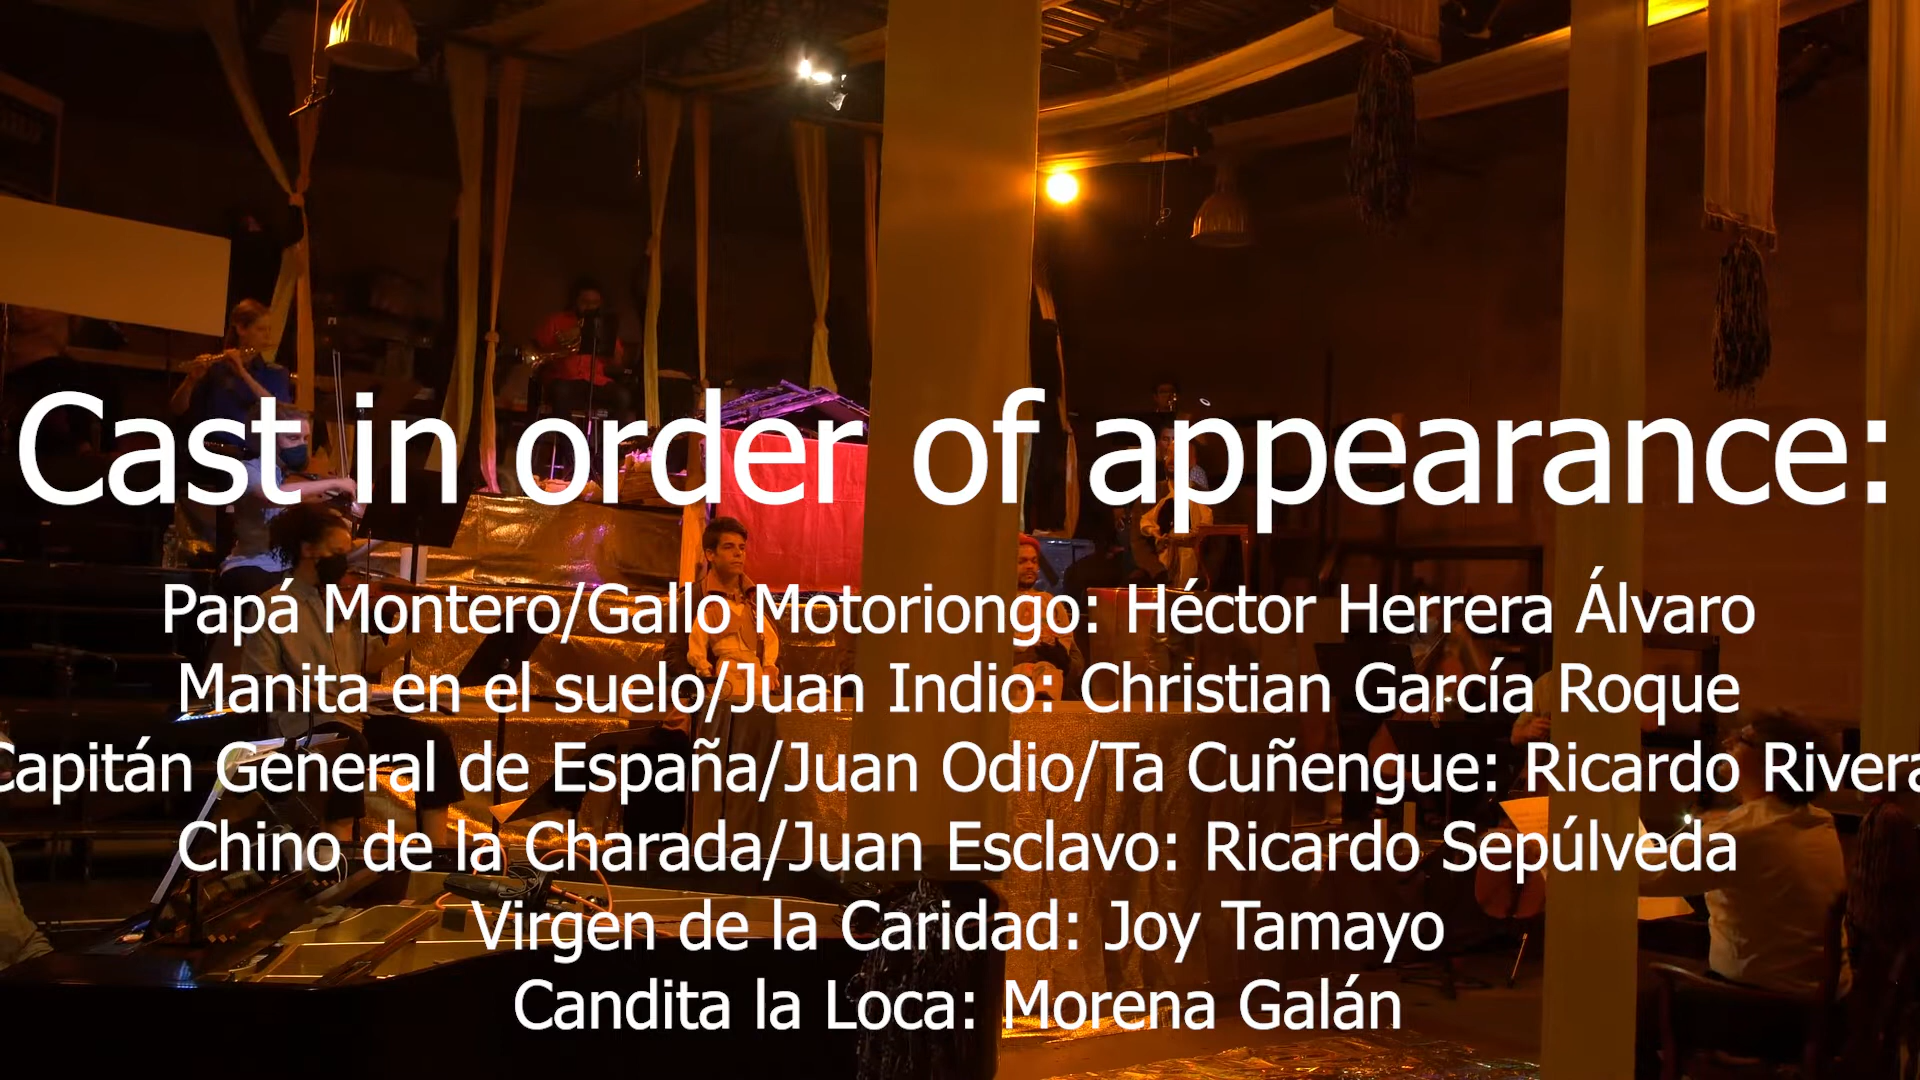 Cast in order of appearance:
Papá Montero/Gallo Motoriongo: Héctor Herrera Álvaro
Manita en el suelo/Juan Indio: Christian García Roque
Capitán General de España/Juan Odio/Ta Cuñengue: Ricardo Rivera
Chino de la Charada/Juan Esclavo: Ricardo Sepúlveda
Virgen de la Caridad: Joy Tamayo
Candita la Loca: Morena Galán